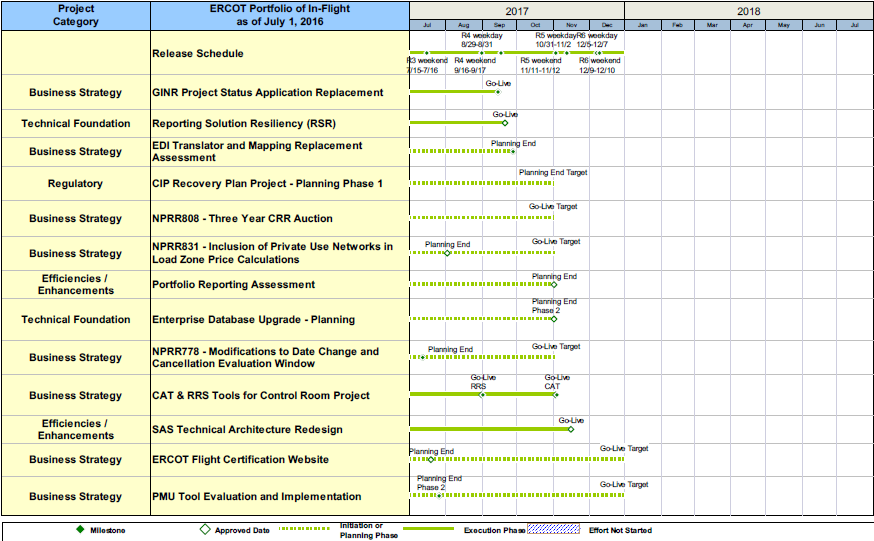 Project
Category
ERCOT Portfolio of In-Flight
as of July 1, 2016
2017
2018
Jul Aug Sep Oct Nov Dec Jan Feb Mar Apr May Jun Jul
Release Schedule
R4 weekday R5 weekday R6 weekday
8/29-8/31 10/31-11/2 12/5-12/7
R3 weekend R4 weekend R5 weekend R6 weekend
7/15-7/16 9/16-9/17 11/11-11/12 12/9-12/10
Business Strategy
GINR Project Status Application Replacement
Go-Live
Technical Foundation
Reporting Solution Resiliency (RSR)
Go-Live
Business Strategy
EDI Translator and Mapping Replacement
Assessment
Planning End
Regulatory
CIP Recovery Plan Project - Planning Phase 1
Planning End Target
Business Strategy
NPRR808 - Three Year CRR Auction
Go-Live Target
Business Strategy
NPRR831 - Inclusion of Private Use Networks in
Load Zone Price Calculations
Planning End
Go-Live Target
Efficiencies /
Enhancements
Portfolio Reporting Assessment
Planning End
Technical Foundation
Enterprise Database Upgrade - Planning
Planning End
Phase 2
Business Strategy
NPRR778 - Modifications to Date Change and
Cancellation Evaluation Window
Planning End
Go-Live Target
Business Strategy
CAT & RRS Tools for Control Room Project
Go-Live
RRS
Go-Live
CAT
Efficiencies /
Enhancements
SAS Technical Architecture Redesign
Go-Live
Business Strategy
ERCOT Flight Certification Website
Planning End
Go-Live Target
Business Strategy
PMU Tool Evaluation and Implementation
Planning End
Phase 2
Go-Live Target
Milestone
Approved Date
Initiation or
Planning Phase
Execution Phase
Effort Not Started